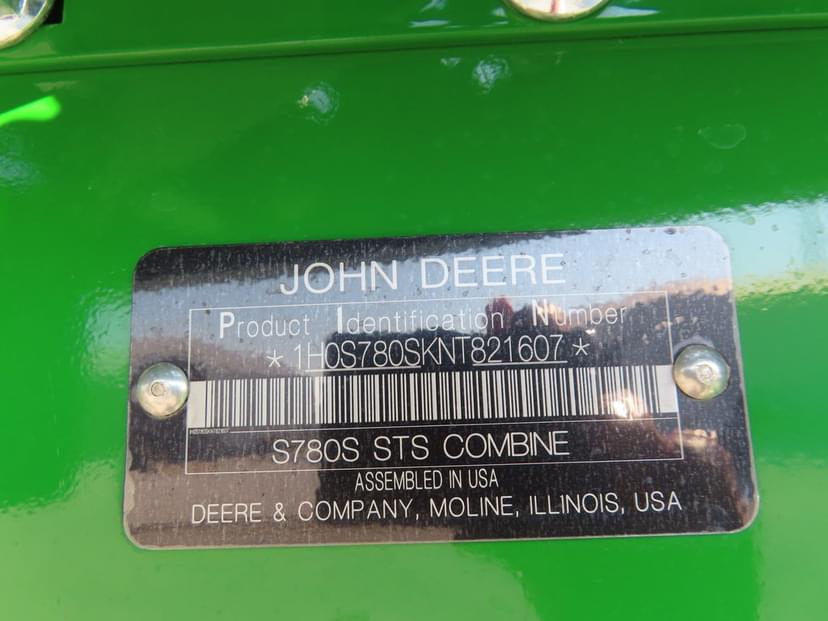 JOHN DEERE
Product Identification Number
*1H0S780SKNT821607*
S780S STS COMBINE
ASSEMBLED IN USA
DEERE & COMPANY, MOLINE, ILLINOIS, USA